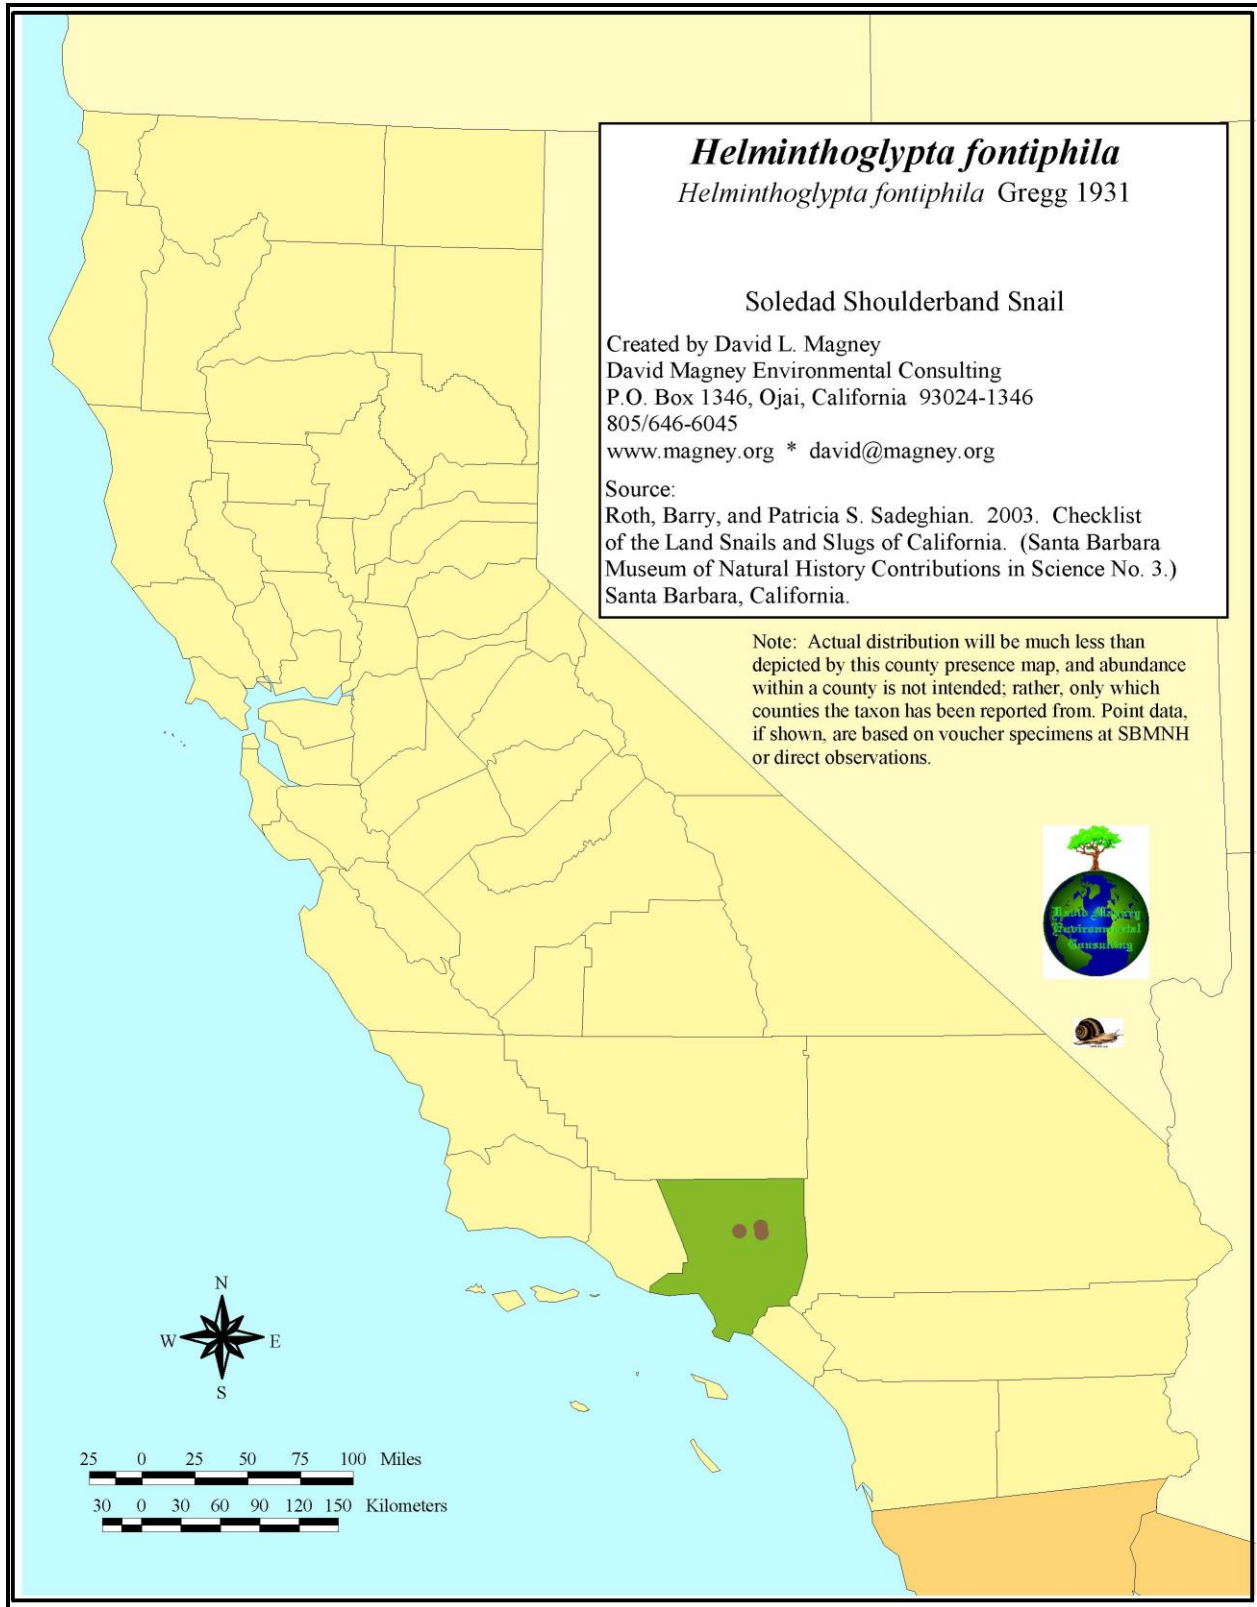 Helminthoglypta fontiphila
Helminthoglypta fontiphila Gregg 1931
Soledad Shoulderband Snail
Created by David L. Magney
David Magney Environmental Consulting
P.O. Box 1346, Ojai, California 93024-1346
805/646-6045
www.magney.org * david@magney.org
Source:
Roth, Barry, and Patricia S. Sadeghian. 2003. Checklist
of the Land Snails and Slugs of California. (Santa Barbara
Museum of Natural History Contributions in Science No. 3.)
Santa Barbara, California.
Note: Actual distribution will be much less than
depicted by this county presence map, and abundance
within a county is not intended; rather, only which
counties the taxon has been reported from. Point data,
if shown, are based on voucher specimens at SBMNH
or direct observations.
David Magney
Environmental
Consulting
N
W E
S
25 0 25 50 75 100 Miles
30 0 30 60 90 120 150 Kilometers